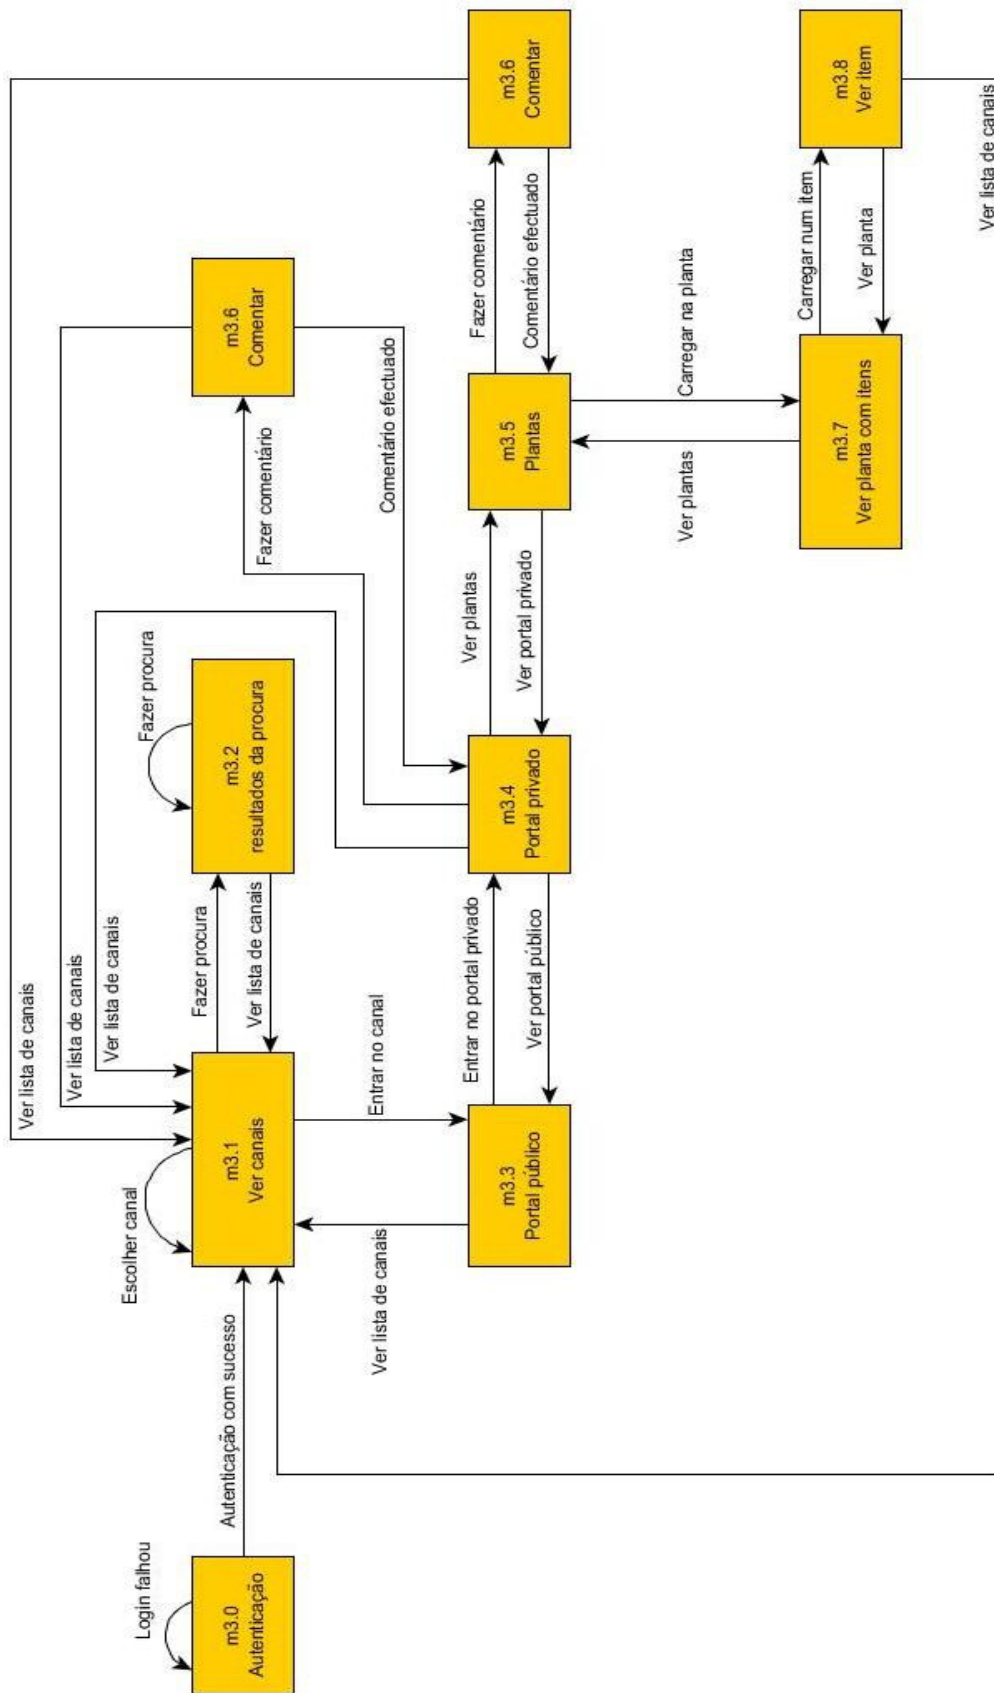 Ver lista de canais
Ver lista de canais
Ver lista de canais
Login falhou
Escolher canal
Fazer procura
m3.0
Autenticação
Autenticação com sucesso
m3.1
Ver canais
Fazer procura
Ver lista de canais
m3.2
resultados da procura
Fazer comentário
m3.6
Comentar
Comentário efectuado
Ver lista de canais
Entrar no canal
m3.3
Portal público
Entrar no portal privado
Ver portal público
m3.4
Portal privado
Ver plantas
Ver portal privado
m3.5
Plantas
Fazer comentário
Comentário efectuado
m3.6
Comentar
Ver plantas
Carregar na planta
m3.7
Ver planta com itens
Carregar num item
Ver planta
m3.8
Ver item
Ver lista de canais